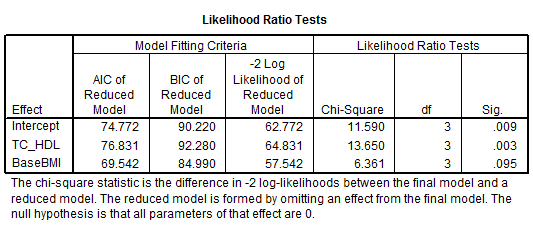 Likelihood Ratio Tests
Model Fitting Criteria Likelihood Ratio Tests
Effect AIC of Reduced Model BIC of Reduced Model -2 Log Likelihood of Reduced Model Chi-Square df Sig.
Intercept 74.772 90.220 62.772 11.590 3 .009
TC_HDL 76.831 92.280 64.831 13.650 3 .003
BaseBMI 69.542 84.990 57.542 6.361 3 .095
The chi-square statistic is the difference in -2 log-likelihoods between the final model and a
reduced model. The reduced model is formed by omitting an effect from the final model. The
null hypothesis is that all parameters of that effect are 0.